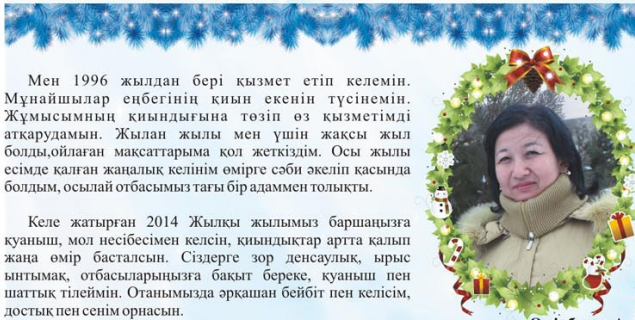 Мен 1996 жылдан бері қызмет етіп келемін.
Мұнайшылар еңбегінің қиын екенін түсінемін.
Жұмысымның қиындығына төзіп өз қызметімді
атқарудамын. Жылан жылы мен үшін жақсы жыл
болды,ойлаған мақсаттарыма қол жеткіздім. Осы жылы
есімде қалған жаңалық келінім өмірге сәби әкеліп қасында
болдым, осылай отбасымыз тағы бір адаммен толықты.
Келе жатырған 2014 Жылқы жылымыз баршаңызға
қуаныш, мол несібесімен келсін, қиындықтар артта қалып
жаңа өмір басталсын. Сіздерге зор денсаулық, ырыс
ынтымақ, отбасыларыңызға бақыт береке, қуаныш пен
шаттық тілеймін. Отанымызда әрқашан бейбіт пен келісім,
достық пен сенім орнасын.